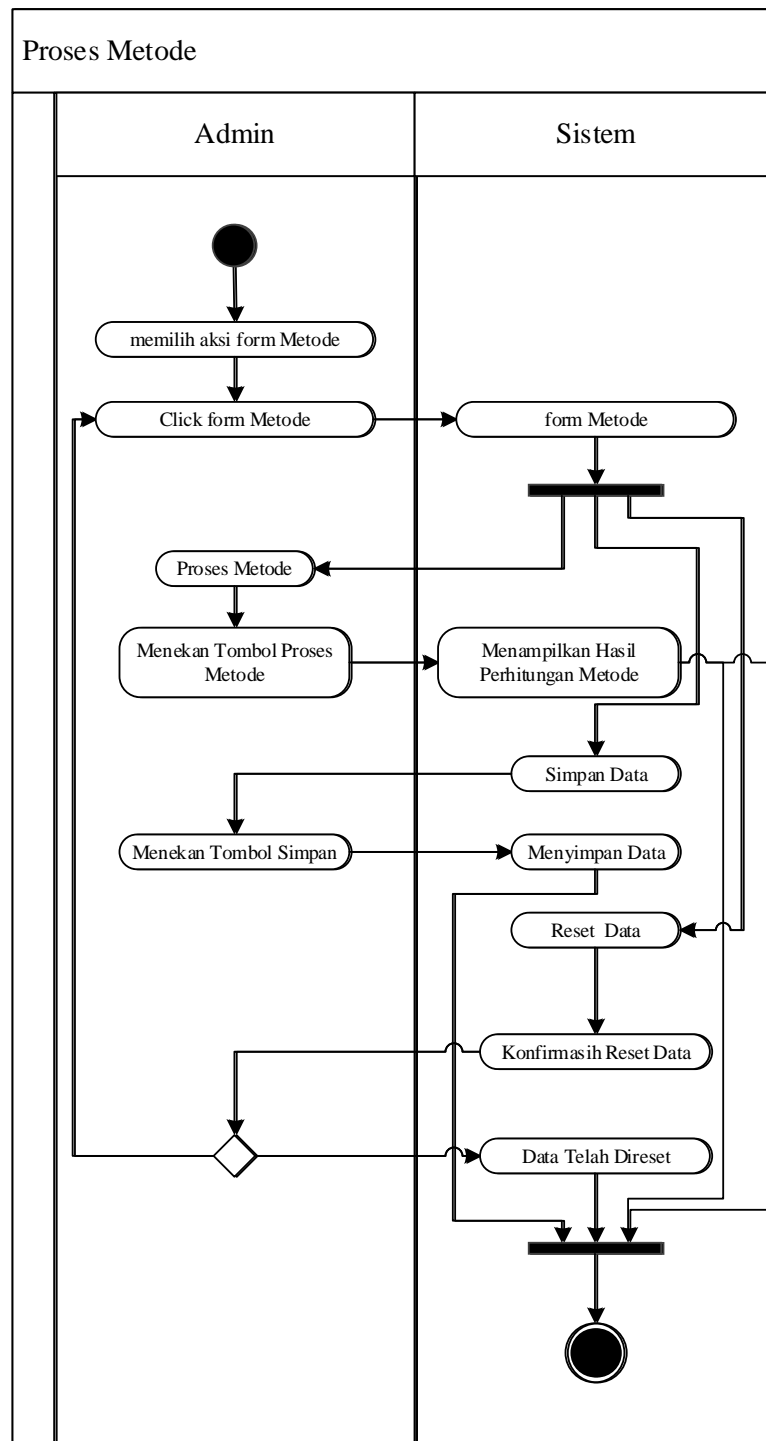 Proses Metode
Admin
Sistem
memilih aksi form Metode
Click form Metode
form Metode
Proses Metode
Menekan Tombol Proses
Metode
Menampilkan Hasil
Perhitungan Metode
Simpan Data
Menekan Tombol Simpan
Menyimpan Data
Reset Data
Konfirmasih Reset Data
Data Telah Direset